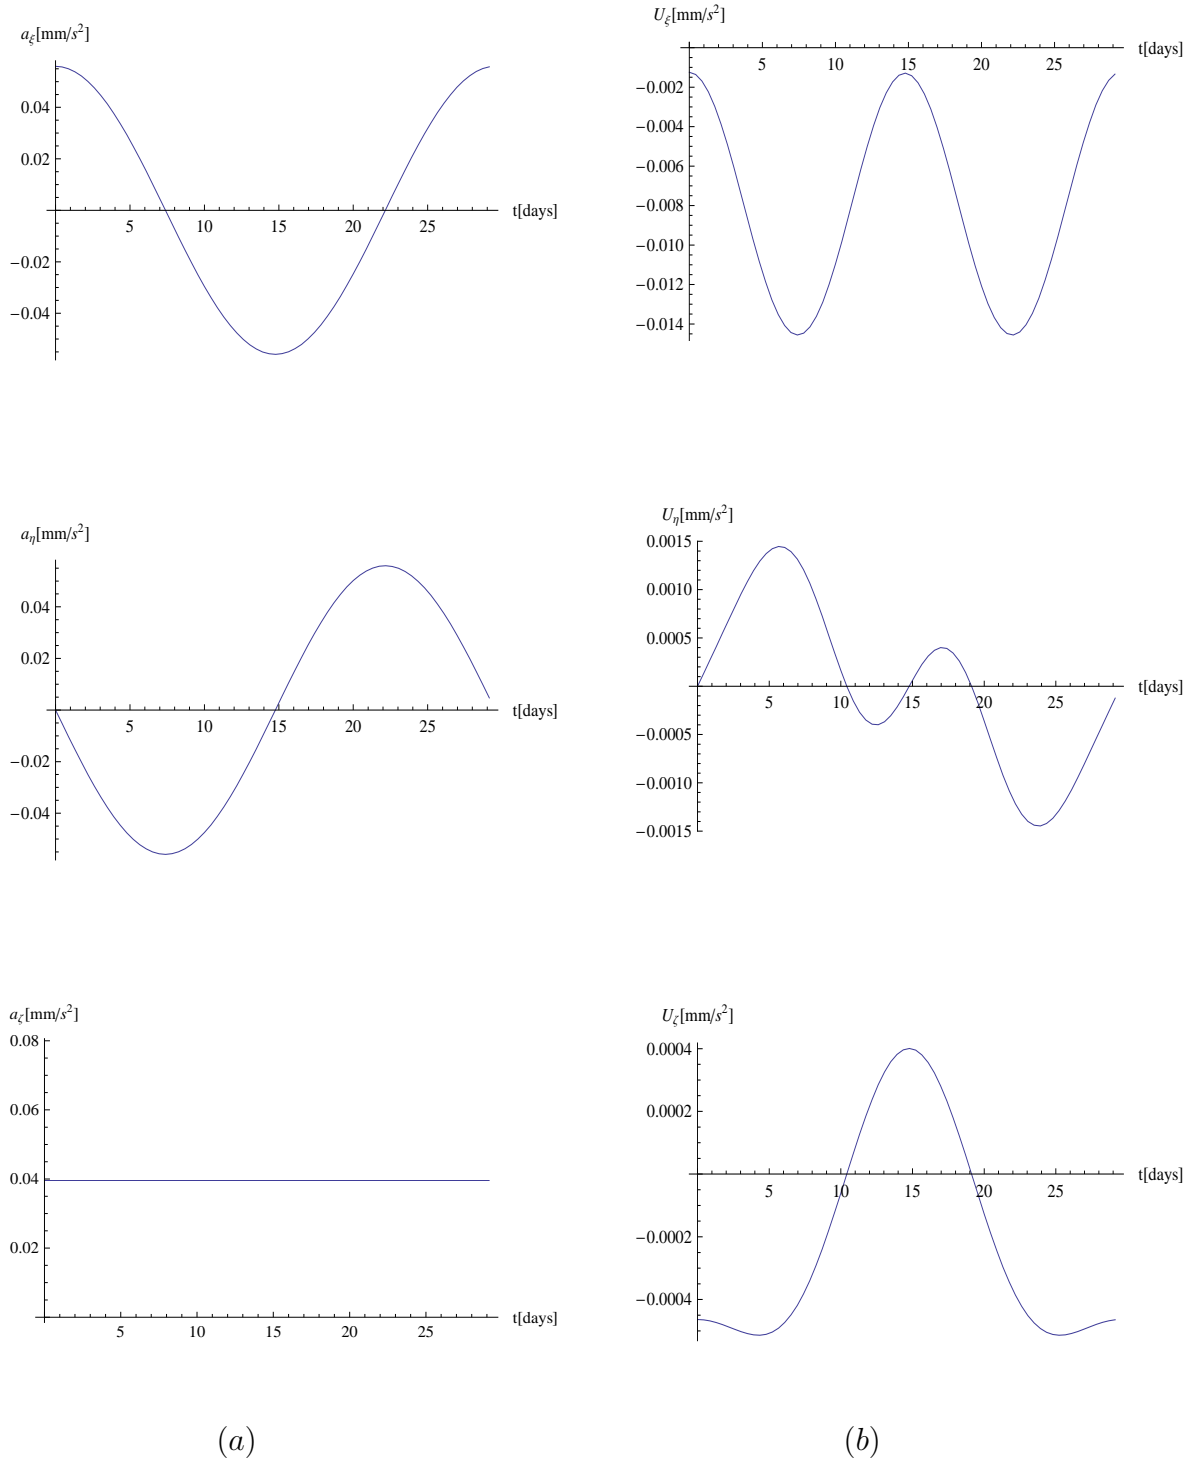 a_ξ[mm/s²]
0.04
0.02
−0.02
−0.04
5 10 15 20 25
t[days]
U_ξ[mm/s²]
t[days]
5 10 15 20 25
−0.002
−0.004
−0.006
−0.008
−0.010
−0.012
−0.014
a_η[mm/s²]
0.04
0.02
−0.02
−0.04
5 10 15 20 25
t[days]
U_η[mm/s²]
0.0015
0.0010
0.0005
−0.0005
−0.0010
−0.0015
5 10 15 20 25
t[days]
a_ζ[mm/s²]
0.08
0.06
0.04
0.02
5 10 15 20 25
t[days]
U_ζ[mm/s²]
0.0004
0.0002
−0.0002
−0.0004
5 10 15 20 25
t[days]
(a)
(b)